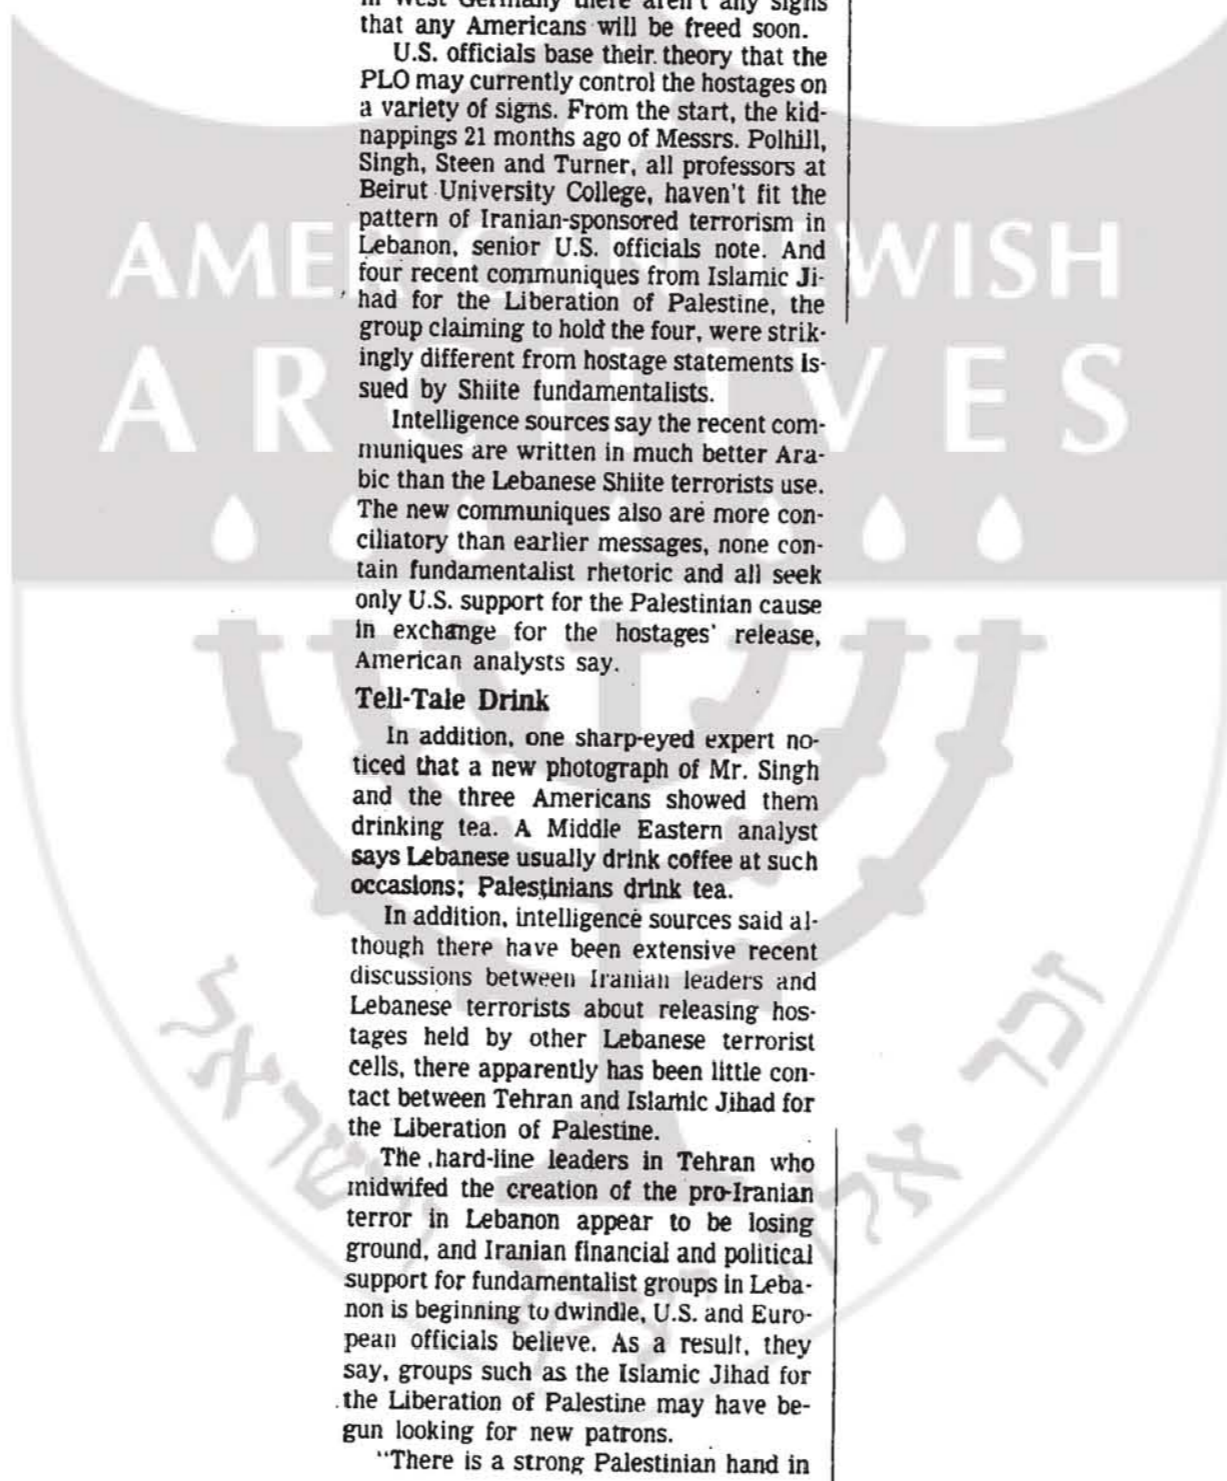 in West Germany there aren't any signs
that any Americans will be freed soon.
U.S. officials base their theory that the
PLO may currently control the hostages on
a variety of signs. From the start, the kid-
nappings 21 months ago of Messrs. Polhill,
Singh, Steen and Turner, all professors at
Beirut University College, haven't fit the
pattern of Iranian-sponsored terrorism in
Lebanon, senior U.S. officials note. And
four recent communiques from Islamic Ji-
had for the Liberation of Palestine, the
group claiming to hold the four, were strik-
ingly different from hostage statements is-
sued by Shiite fundamentalists.
Intelligence sources say the recent com-
muniques are written in much better Ara-
bic than the Lebanese Shiite terrorists use.
The new communiques also are more con-
ciliatory than earlier messages, none con-
tain fundamentalist rhetoric and all seek
only U.S. support for the Palestinian cause
in exchange for the hostages' release,
American analysts say.
Tell-Tale Drink
In addition, one sharp-eyed expert no-
ticed that a new photograph of Mr. Singh
and the three Americans showed them
drinking tea. A Middle Eastern analyst
says Lebanese usually drink coffee at such
occasions; Palestinians drink tea.
In addition, intelligence sources said al-
though there have been extensive recent
discussions between Iranian leaders and
Lebanese terrorists about releasing hos-
tages held by other Lebanese terrorist
cells, there apparently has been little con-
tact between Tehran and Islamic Jihad for
the Liberation of Palestine.
The hard-line leaders in Tehran who
midwifed the creation of the pro-Iranian
terror in Lebanon appear to be losing
ground, and Iranian financial and political
support for fundamentalist groups in Leba-
non is beginning to dwindle, U.S. and Euro-
pean officials believe. As a result, they
say, groups such as the Islamic Jihad for
the Liberation of Palestine may have be-
gun looking for new patrons.
"There is a strong Palestinian hand in
AMERICAN JEWISH
ARCHIVES
זכר אלה יעקב וישראל